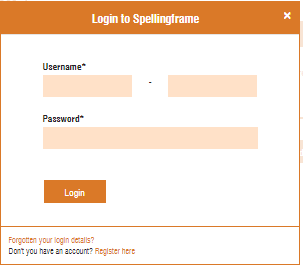 Login to Spellingframe ×
Username*
-
Password*
Login
Forgotten your login details?
Don't you have an account? Register here